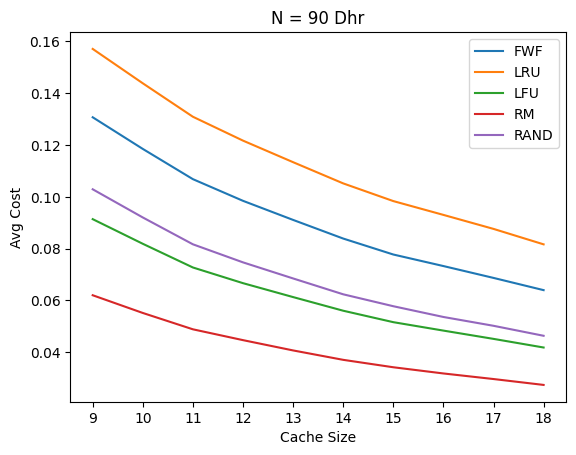 N = 90 Dhr
FWF
LRU
LFU
RM
RAND
Avg Cost
0.16
0.14
0.12
0.10
0.08
0.06
0.04
9 10 11 12 13 14 15 16 17 18
Cache Size